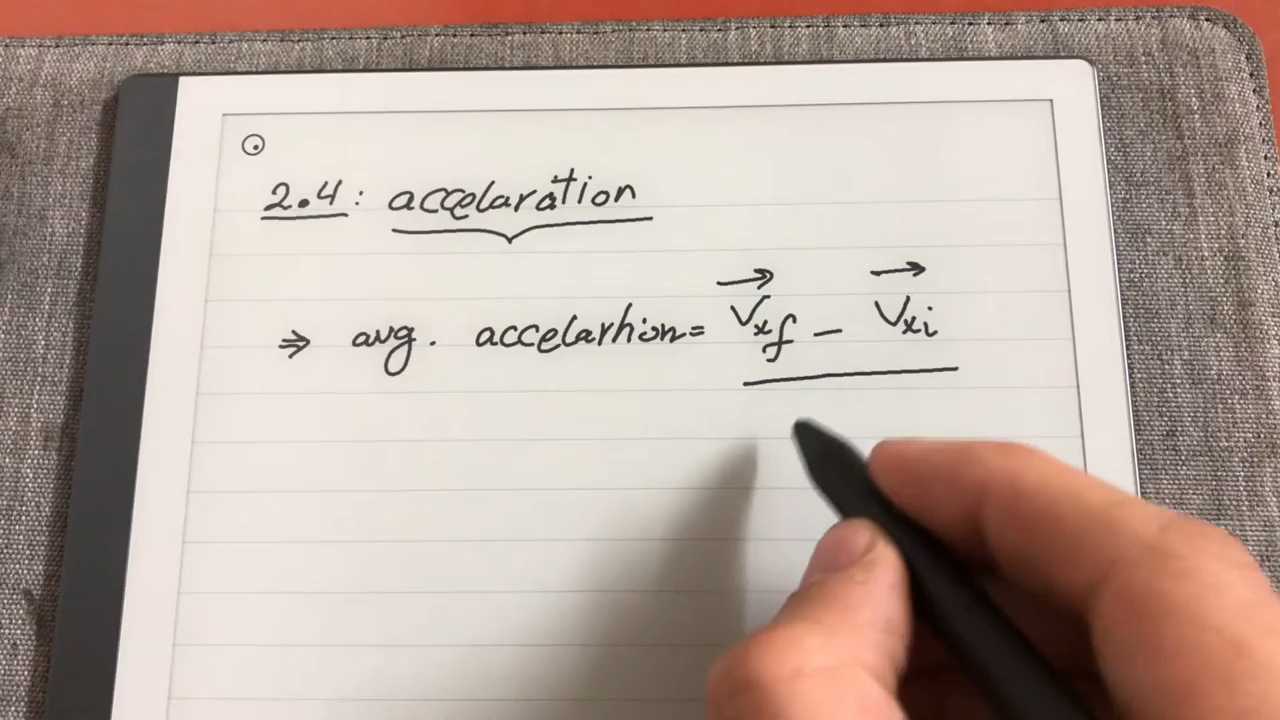 2.4: accelaration
⇒ avg. accelarhion= V⃗xf – V⃗xi